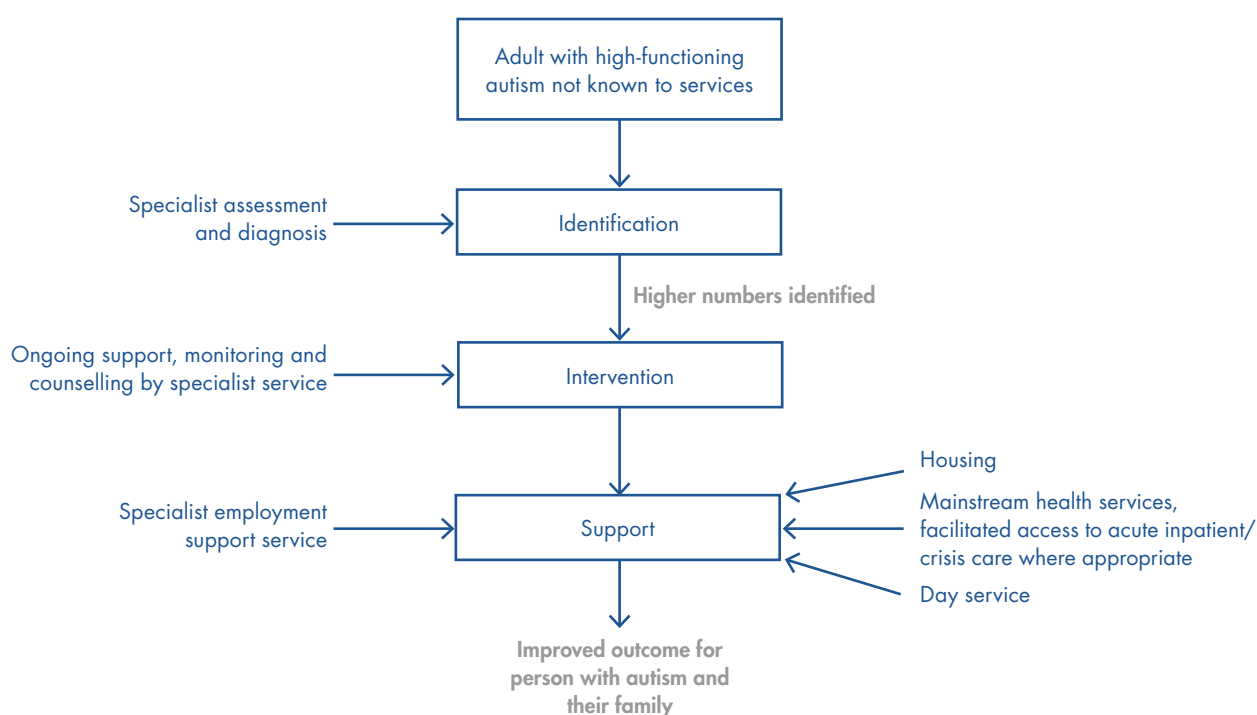 Adult with high-functioning
autism not known to services
Specialist assessment
and diagnosis
Identification
Higher numbers identified
Ongoing support, monitoring and
counselling by specialist service
Intervention
Specialist employment
support service
Support
Housing
Mainstream health services,
facilitated access to acute inpatient/
crisis care where appropriate
Day service
Improved outcome for
person with autism and
their family